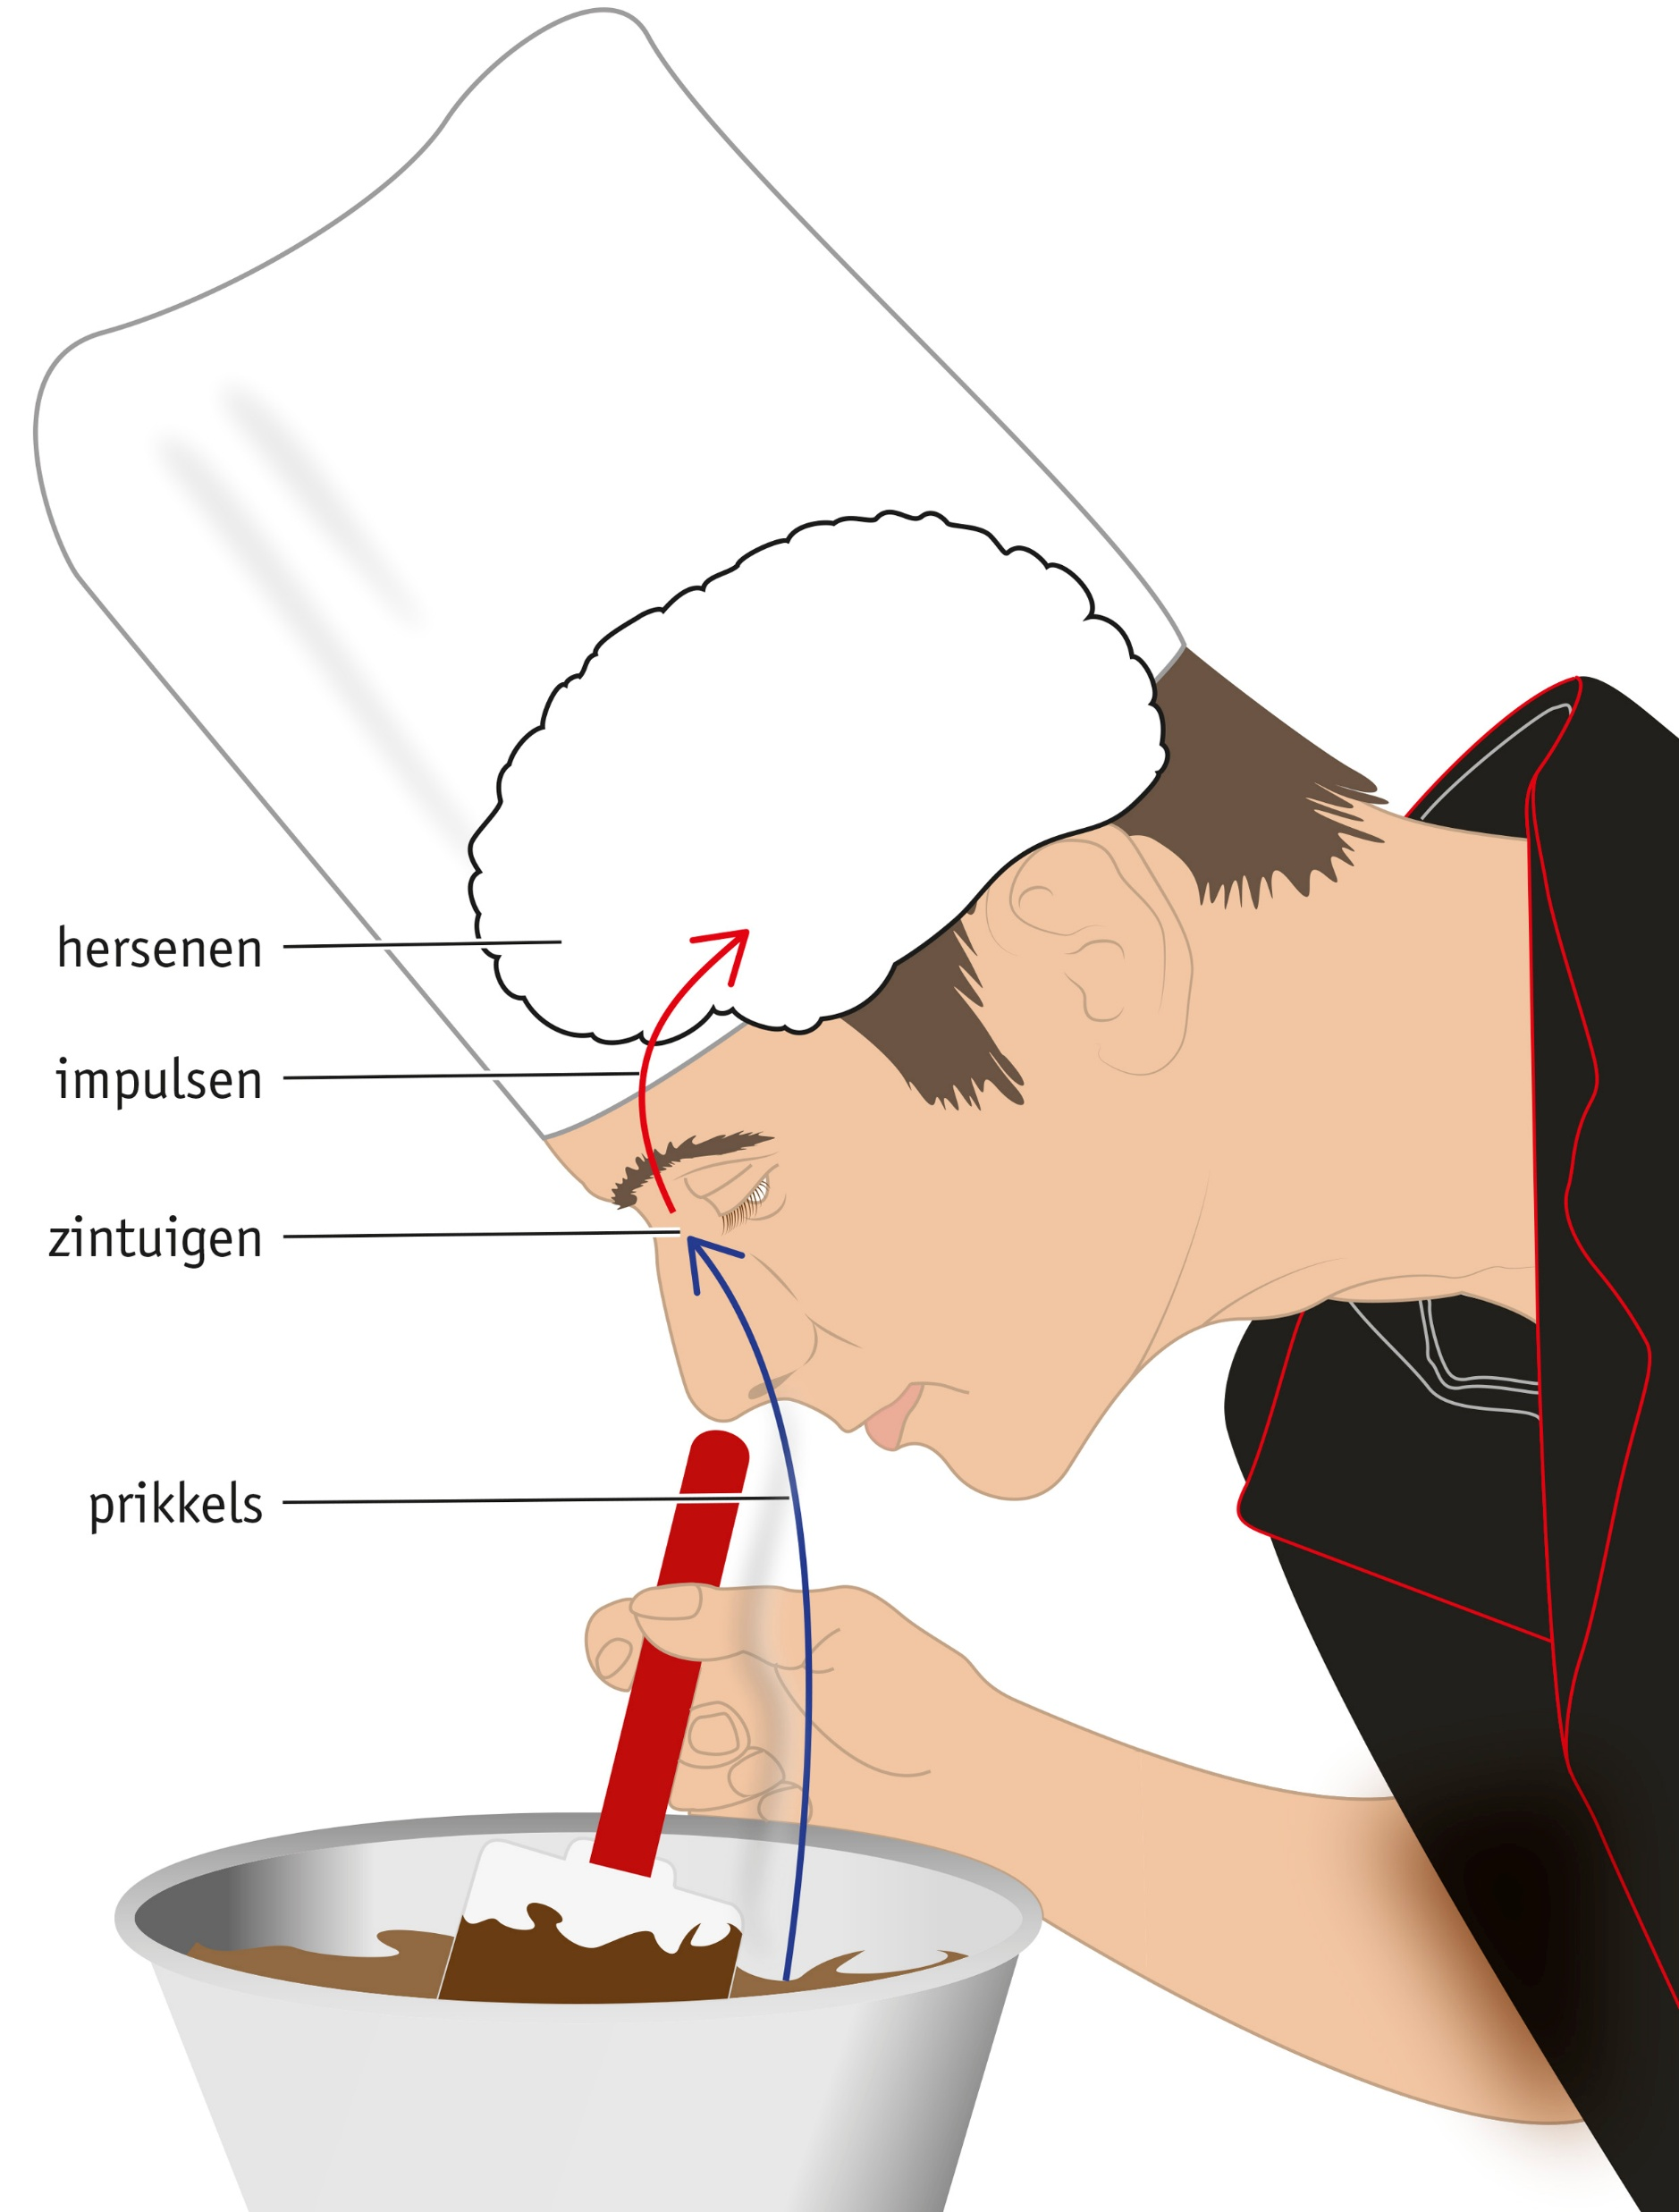 hersenen
impulsen
zintuigen
prikkels